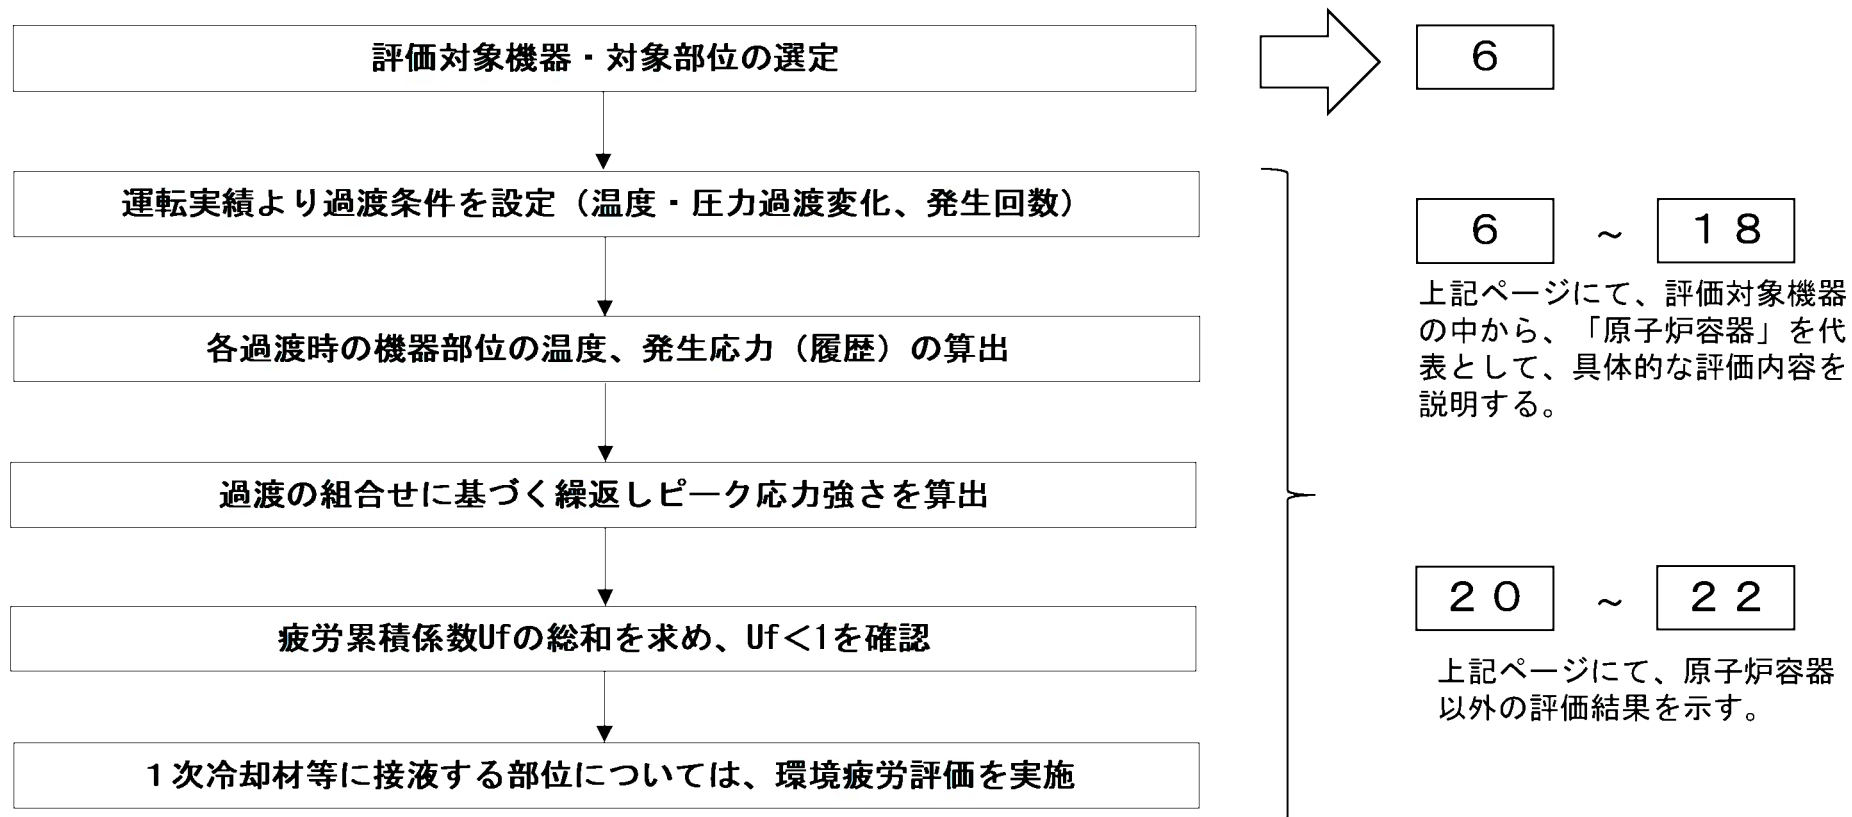 評価対象機器・対象部位の選定
6
運転実績より過渡条件を設定（温度・圧力過渡変化、発生回数）
各過渡時の機器部位の温度、発生応力（履歴）の算出
過渡の組合せに基づく繰返しピーク応力強さを算出
疲労累積係数Ufの総和を求め、Uf＜1を確認
１次冷却材等に接液する部位については、環境疲労評価を実施
６ ～ １８
上記ページにて、評価対象機器
の中から、「原子炉容器」を代
表として、具体的な評価内容を
説明する。
２０ ～ ２２
上記ページにて、原子炉容器
以外の評価結果を示す。